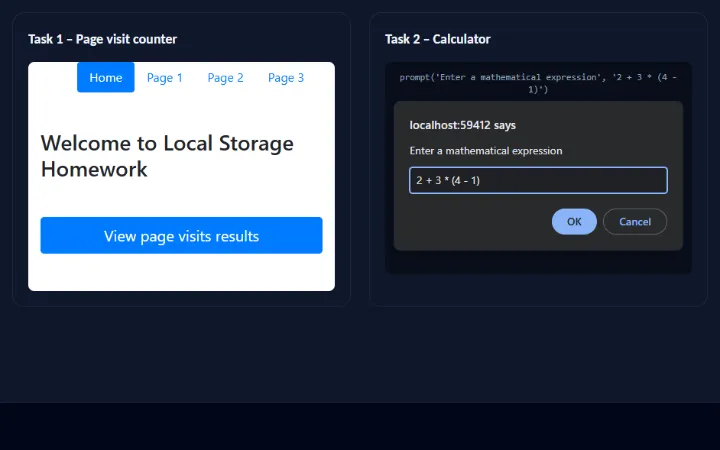 Task 1 – Page visit counter
Home Page 1 Page 2 Page 3
Welcome to Local Storage
Homework
View page visits results
Task 2 – Calculator
prompt('Enter a mathematical expression', '2 + 3 * (4 -
1)')
localhost:59412 says
Enter a mathematical expression
2 + 3 * (4 - 1)
OK Cancel